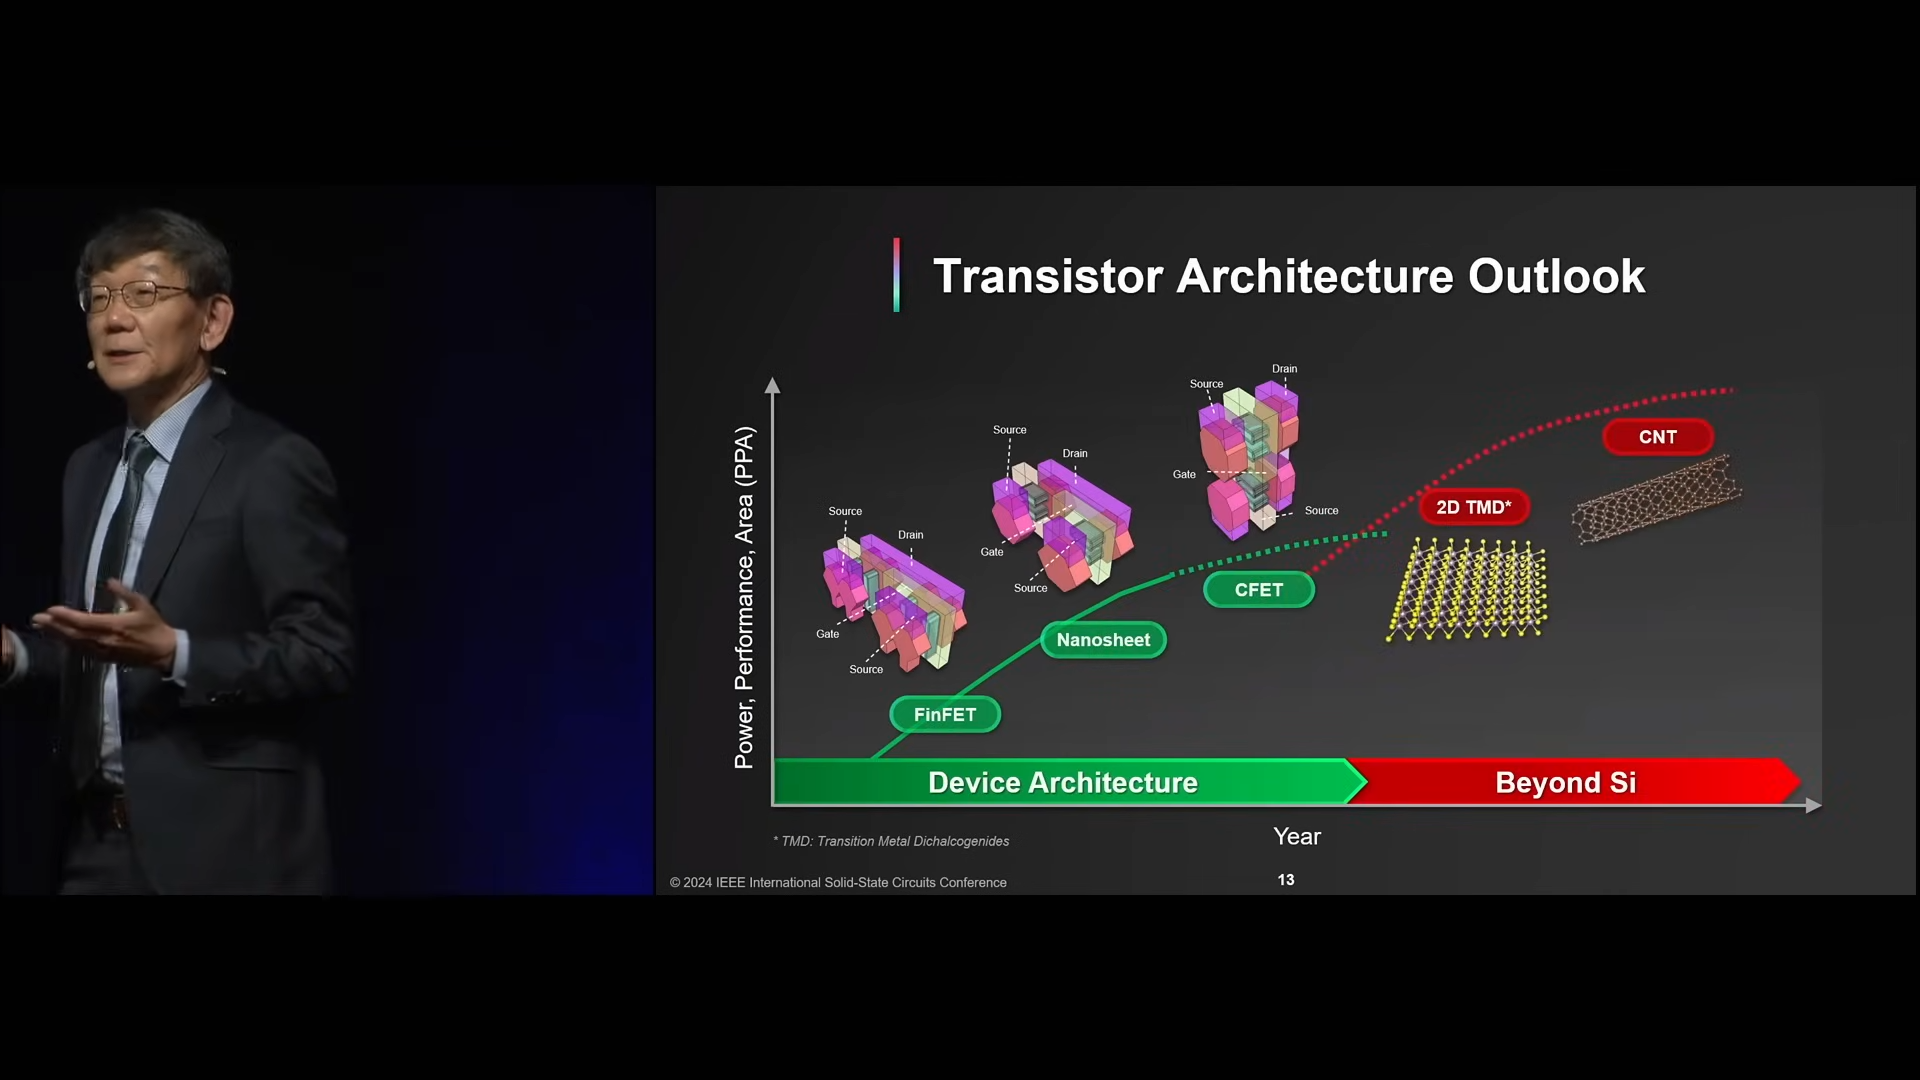 Transistor Architecture Outlook
Power, Performance, Area (PPA)
Source
Drain
Gate
Source
FinFET
Source
Drain
Gate
Source
Nanosheet
Source
Drain
Gate
Source
CFET
2D TMD*
CNT
Device Architecture
Beyond Si
Year
* TMD: Transition Metal Dichalcogenides
© 2024 IEEE International Solid-State Circuits Conference
13